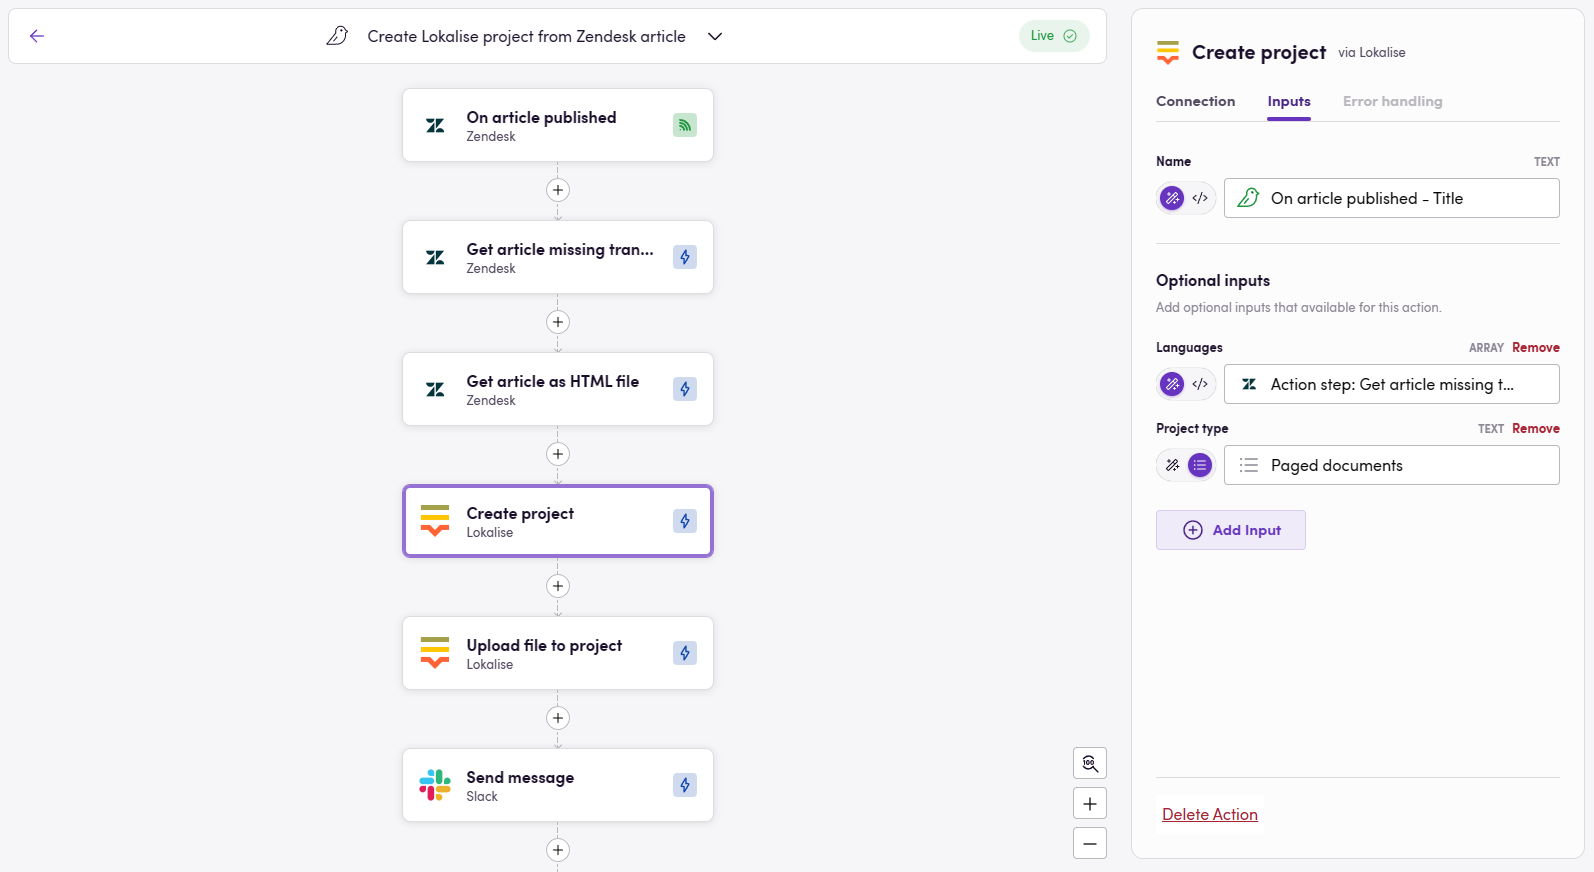 Create Lokalise project from Zendesk article
Live
On article published
Zendesk
Get article missing tran...
Zendesk
Get article as HTML file
Zendesk
Create project
Lokalise
Upload file to project
Lokalise
Send message
Slack
100
Create project via Lokalise
Connection Inputs Error handling
Name TEXT
</> On article published - Title
Optional inputs
Add optional inputs that available for this action.
Languages ARRAY Remove
</> Action step: Get article missing t...
Project type TEXT Remove
Paged documents
Add Input
Delete Action